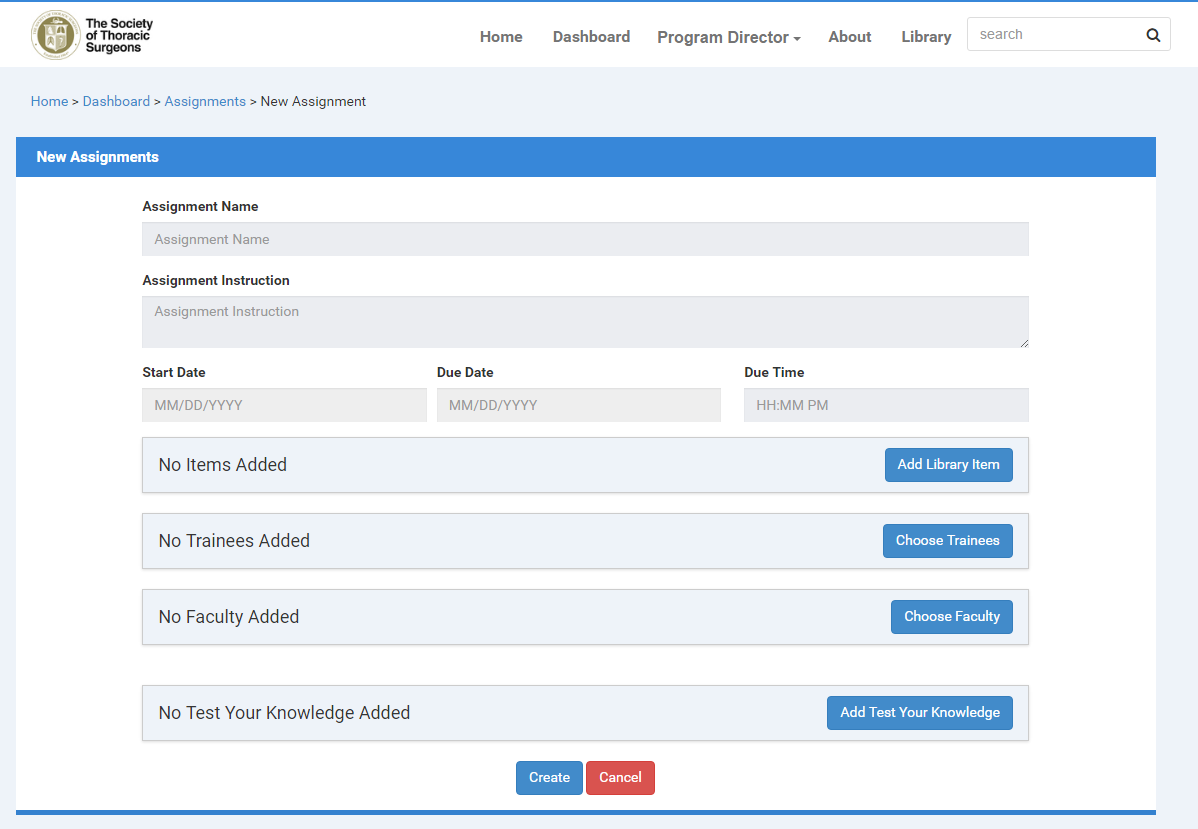 The Society
of Thoracic
Surgeons
Home Dashboard Program Director About Library search
Home > Dashboard > Assignments > New Assignment
New Assignments
Assignment Name
Assignment Name
Assignment Instruction
Assignment Instruction
Start Date Due Date Due Time
MM/DD/YYYY MM/DD/YYYY HH:MM PM
No Items Added Add Library Item
No Trainees Added Choose Trainees
No Faculty Added Choose Faculty
No Test Your Knowledge Added Add Test Your Knowledge
Create Cancel